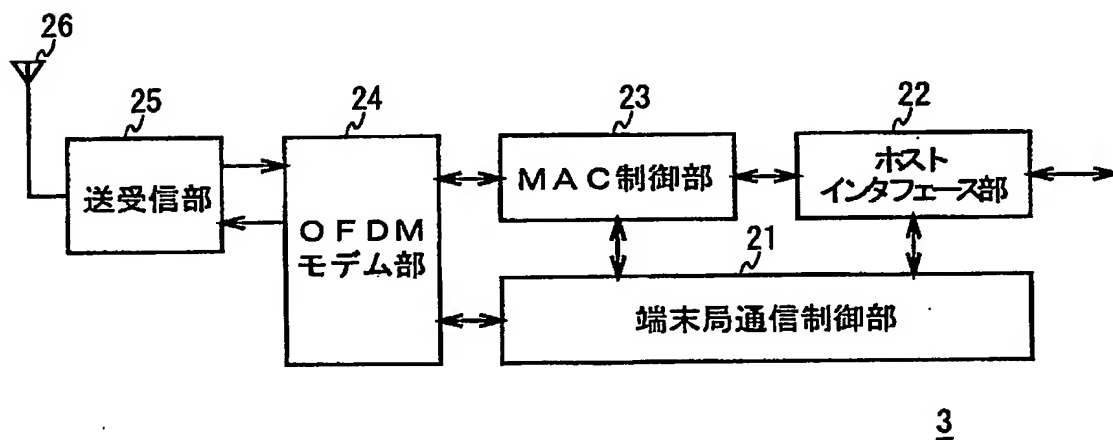 26
25
送受信部
24
OFDM
モデム部
23
MAC制御部
22
ホスト
インタフェース部
21
端末局通信制御部
3